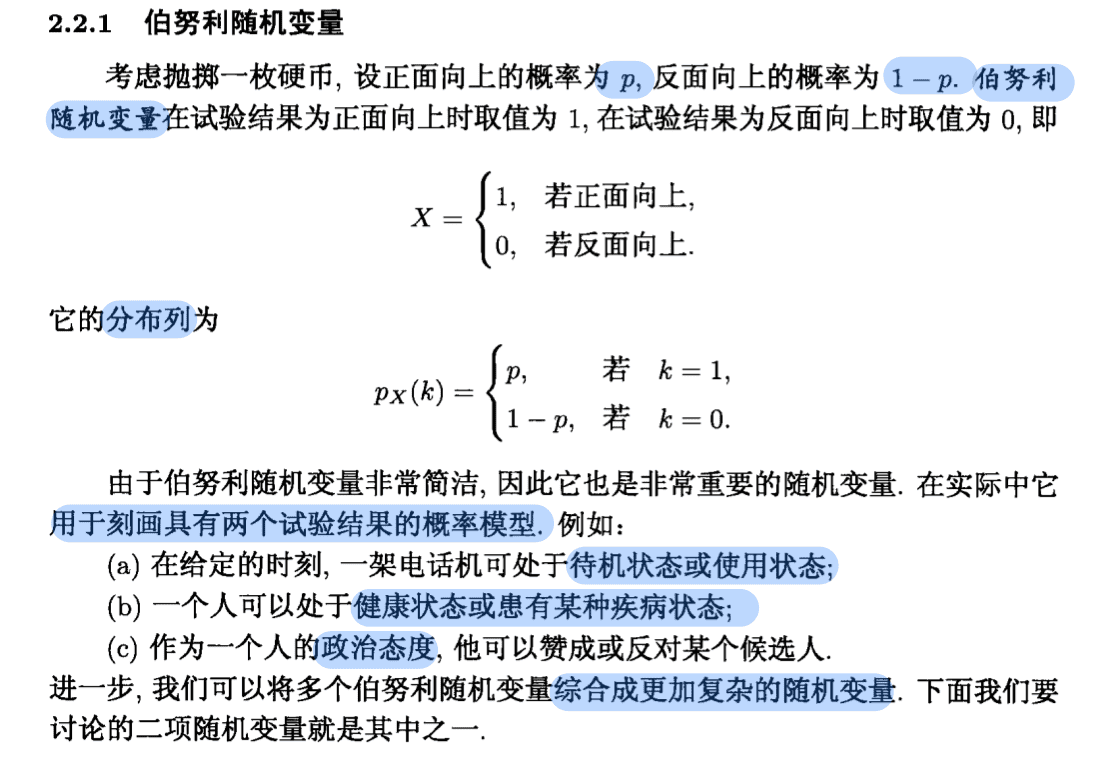 2.2.1 伯努利随机变量
考虑抛掷一枚硬币, 设正面向上的概率为 p, 反面向上的概率为 1 − p. 伯努利
随机变量在试验结果为正面向上时取值为 1, 在试验结果为反面向上时取值为 0, 即
X = { 1, 若正面向上,
0, 若反面向上.
它的分布列为
p_X(k) = { p, 若 k = 1,
1 − p, 若 k = 0.
由于伯努利随机变量非常简洁, 因此它也是非常重要的随机变量. 在实际中它
用于刻画具有两个试验结果的概率模型. 例如:
(a) 在给定的时刻, 一架电话机可处于待机状态或使用状态;
(b) 一个人可以处于健康状态或患有某种疾病状态;
(c) 作为一个人的政治态度, 他可以赞成或反对某个候选人.
进一步, 我们可以将多个伯努利随机变量综合成更加复杂的随机变量. 下面我们要
讨论的二项随机变量就是其中之一.